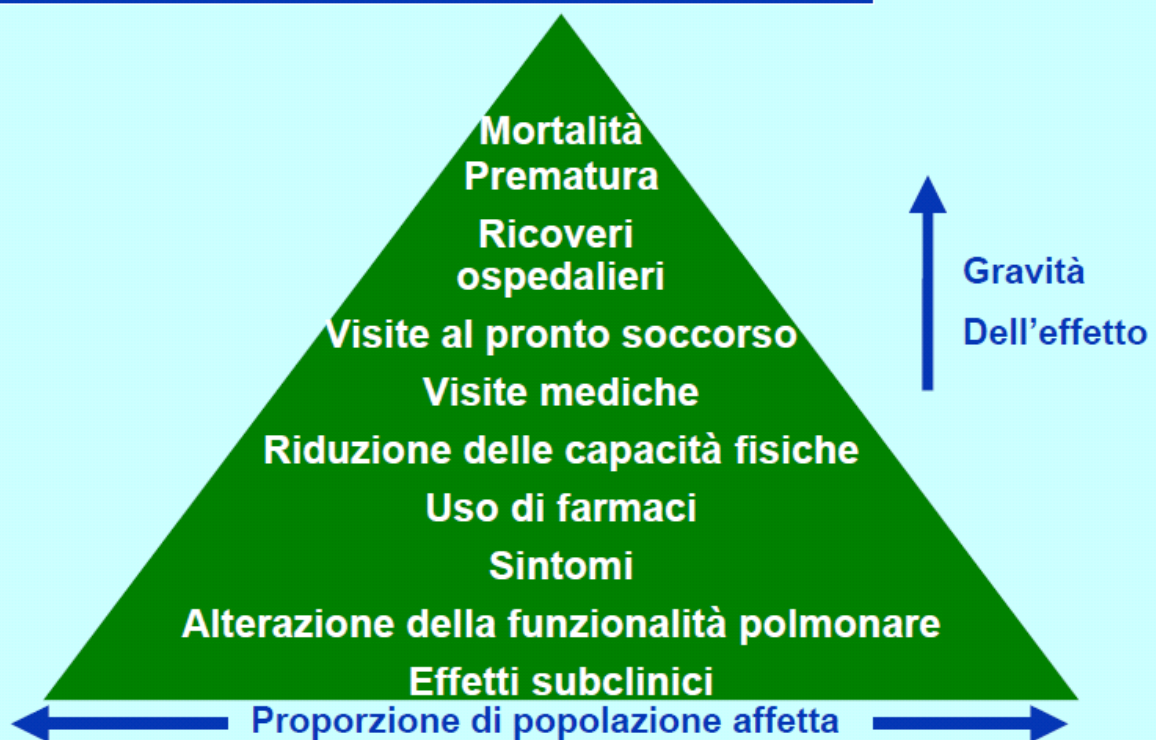 Mortalità
Prematura
Ricoveri
ospedalieri
Visite al pronto soccorso
Visite mediche
Riduzione delle capacità fisiche
Uso di farmaci
Sintomi
Alterazione della funzionalità polmonare
Effetti subclinici
Gravità
Dell’effetto
Proporzione di popolazione affetta